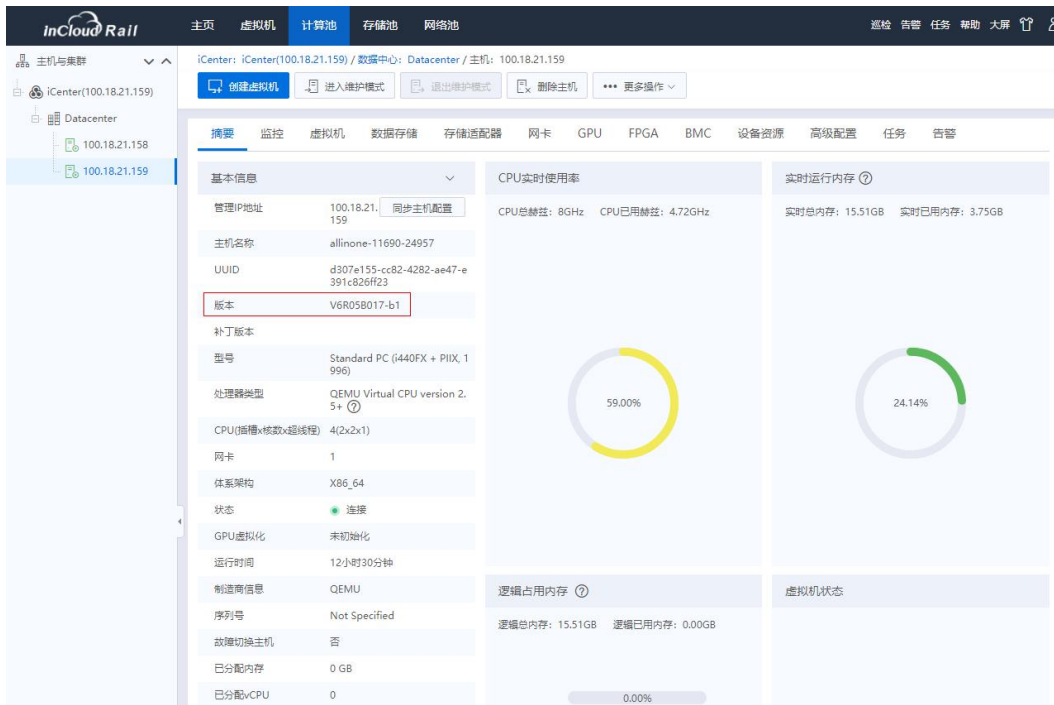 inCloud Rail
主页 虚拟机 计算池 存储池 网络池
巡检 告警 任务 帮助 大屏
主机与集群
iCenter(100.18.21.159)
Datacenter
100.18.21.158
100.18.21.159
iCenter: iCenter(100.18.21.159) / 数据中心: Datacenter / 主机: 100.18.21.159
创建虚拟机 进入维护模式 退出维护模式 删除主机 ••• 更多操作
摘要 监控 虚拟机 数据存储 存储适配器 网卡 GPU FPGA BMC 设备资源 高级配置 任务 告警
基本信息
管理IP地址 100.18.21. 同步主机配置
159
主机名称 allinone-11690-24957
UUID d307e155-cc82-4282-ae47-e
391c826ff23
版本 V6R05B017-b1
补丁版本
型号 Standard PC (i440FX + PIIX, 1
996)
处理器类型 QEMU Virtual CPU version 2.
5+
CPU(插槽x核数x超线程) 4(2x2x1)
网卡 1
体系架构 X86_64
状态 连接
GPU虚拟化 未初始化
运行时间 12小时30分钟
制造商信息 QEMU
序列号 Not Specified
故障切换主机 否
已分配内存 0 GB
已分配vCPU 0
CPU实时使用率
CPU总赫兹: 8GHz CPU已用赫兹: 4.72GHz
59.00%
实时运行内存
实时总内存: 15.51GB 实时已用内存: 3.75GB
24.14%
逻辑占用内存
逻辑总内存: 15.51GB 逻辑已用内存: 0.00GB
0.00%
虚拟机状态